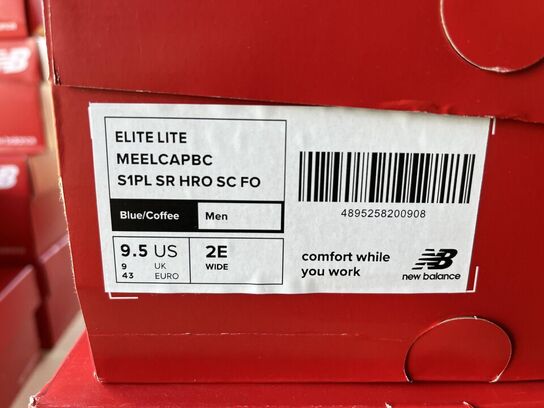 ELITE LITE
MEELCAPBC
S1PL SR HRO SC FO
Blue/Coffee Men
9.5 US 2E
9 UK WIDE
43 EURO
4895258200908
comfort while
you work
NB
new balance